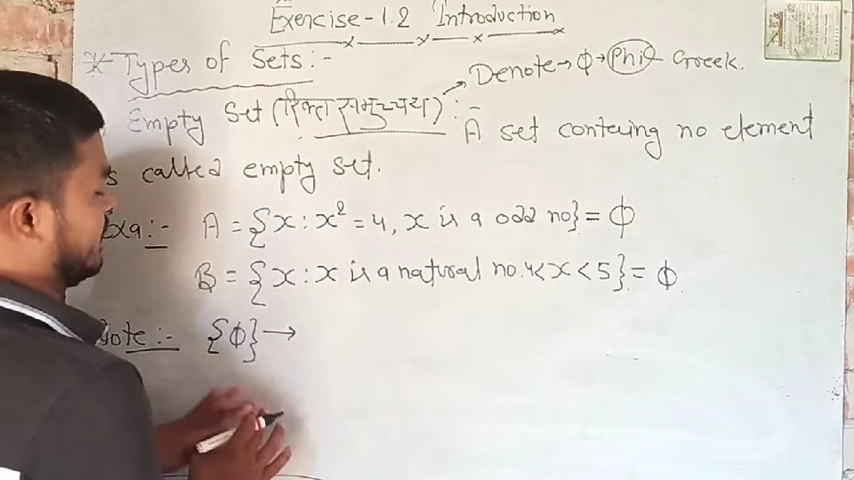 Exercise-1.2 Introduction
* Types of Sets:-
Empty Set (रिक्त समुच्चय):- Denote→ϕ→Phi Greek.
A set contering no element
is called empty set.
Exa:- A = {x : x² = 4, x is a odd no} = ϕ
B = {x : x is a natural no. 4< x < 5} = ϕ
Note:- {ϕ} →